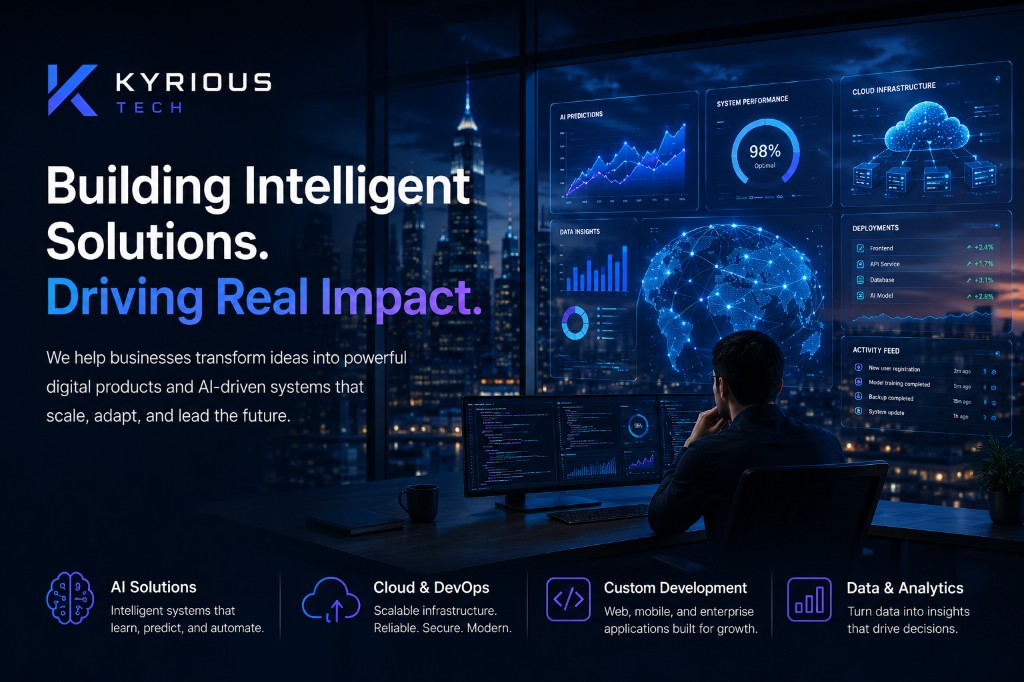 KYRIOUS
TECH
Building Intelligent
Solutions.
Driving Real Impact.
We help businesses transform ideas into powerful
digital products and AI-driven systems that
scale, adapt, and lead the future.
AI PREDICTIONS
SYSTEM PERFORMANCE
98%
Optimal
CLOUD INFRASTRUCTURE
DATA INSIGHTS
DEPLOYMENTS
Frontend +2.4%
API Service +1.7%
Database +3.1%
AI Model +2.8%
ACTIVITY FEED
New user registration 2m ago
Model training completed 5m ago
Backup completed 15m ago
System update 1h ago
98%
AI Solutions
Intelligent systems that
learn, predict, and automate.
Cloud & DevOps
Scalable infrastructure.
Reliable. Secure. Modern.
Custom Development
Web, mobile, and enterprise
applications built for growth.
Data & Analytics
Turn data into insights
that drive decisions.